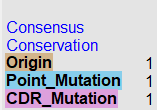 Consensus
Conservation
Origin 1
Point_Mutation 1
CDR_Mutation 1